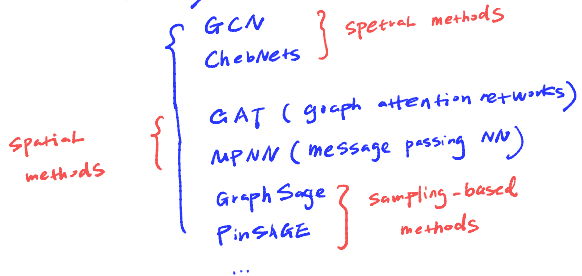 GCN
ChebNets
spetral methods
GAT (graph attention networks)
MPNN (message passing NN)
spatial
methods
GraphSage
PinSAGE
sampling-based
methods
...